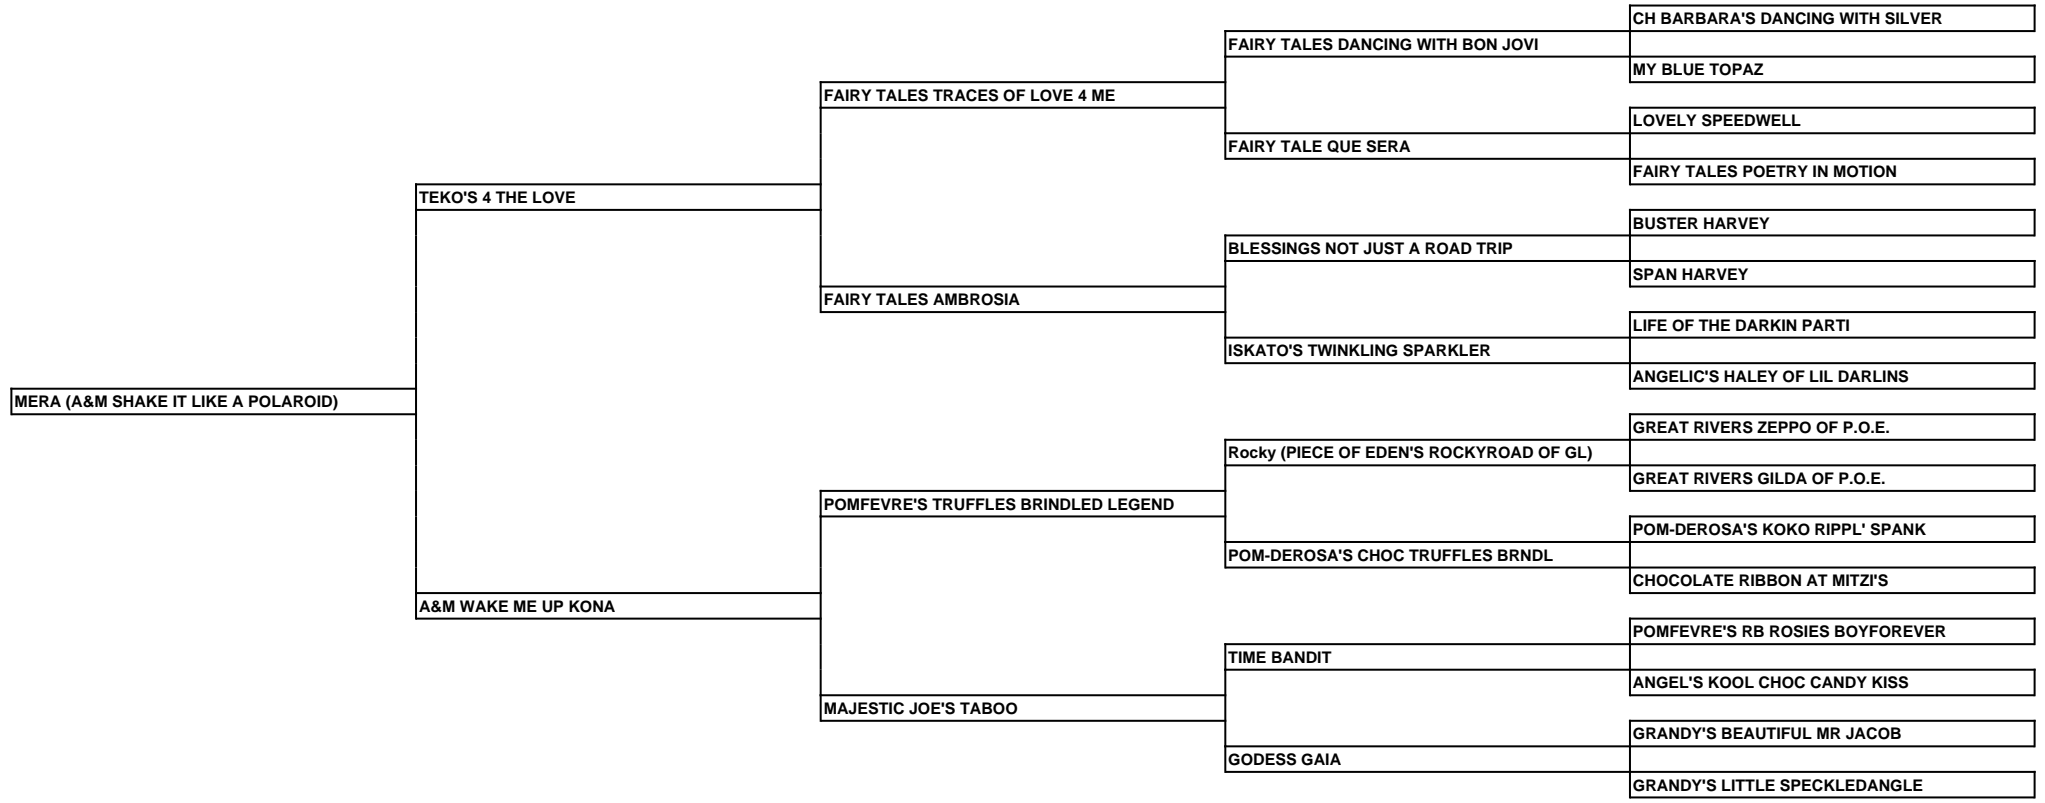 CH BARBARA'S DANCING WITH SILVER
FAIRY TALES DANCING WITH BON JOVI
MY BLUE TOPAZ
FAIRY TALES TRACES OF LOVE 4 ME
LOVELY SPEEDWELL
FAIRY TALE QUE SERA
FAIRY TALES POETRY IN MOTION
TEKO'S 4 THE LOVE
BUSTER HARVEY
BLESSINGS NOT JUST A ROAD TRIP
SPAN HARVEY
FAIRY TALES AMBROSIA
LIFE OF THE DARKIN PARTI
ISKATO'S TWINKLING SPARKLER
ANGELIC'S HALEY OF LIL DARLINS
MERA (A&M SHAKE IT LIKE A POLAROID)
GREAT RIVERS ZEPPO OF P.O.E.
Rocky (PIECE OF EDEN'S ROCKYROAD OF GL)
GREAT RIVERS GILDA OF P.O.E.
POMFEVRE'S TRUFFLES BRINDLED LEGEND
POM-DEROSA'S KOKO RIPPL' SPANK
POM-DEROSA'S CHOC TRUFFLES BRNDL
CHOCOLATE RIBBON AT MITZI'S
A&M WAKE ME UP KONA
POMFEVRE'S RB ROSIES BOYFOREVER
TIME BANDIT
ANGEL'S KOOL CHOC CANDY KISS
MAJESTIC JOE'S TABOO
GRANDY'S BEAUTIFUL MR JACOB
GODESS GAIA
GRANDY'S LITTLE SPECKLEDANGLE